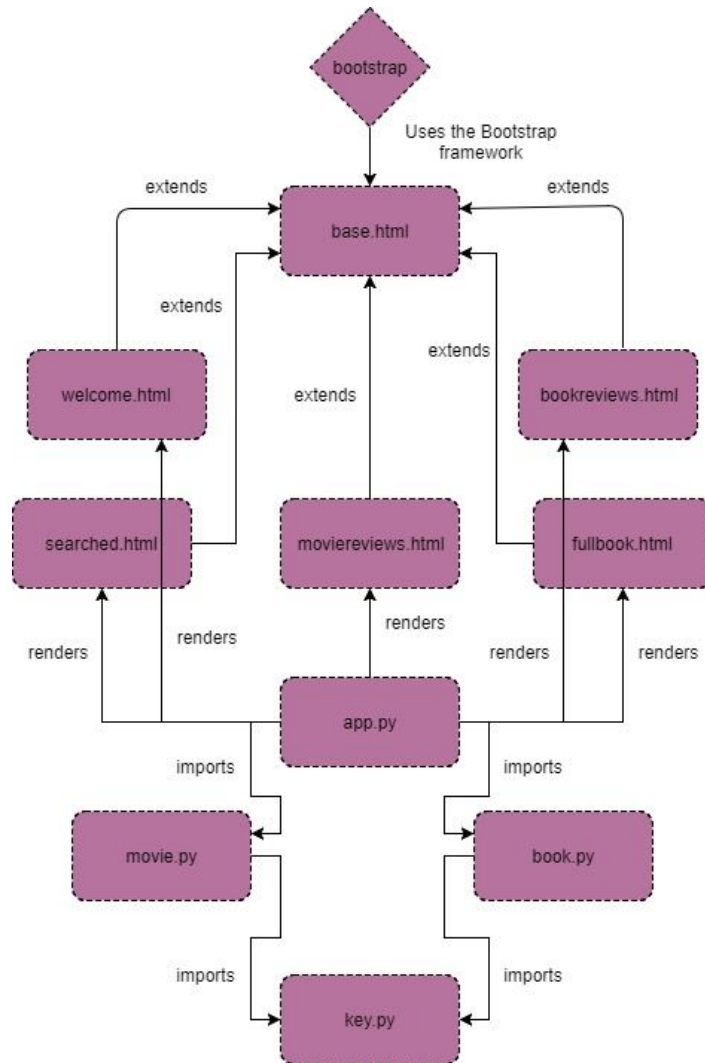 bootstrap
Uses the Bootstrap
framework
extends
extends
base.html
extends
extends
welcome.html
extends
bookreviews.html
searched.html
moviereviews.html
fullbook.html
renders
renders
renders
renders
renders
app.py
imports
imports
movie.py
book.py
imports
imports
key.py